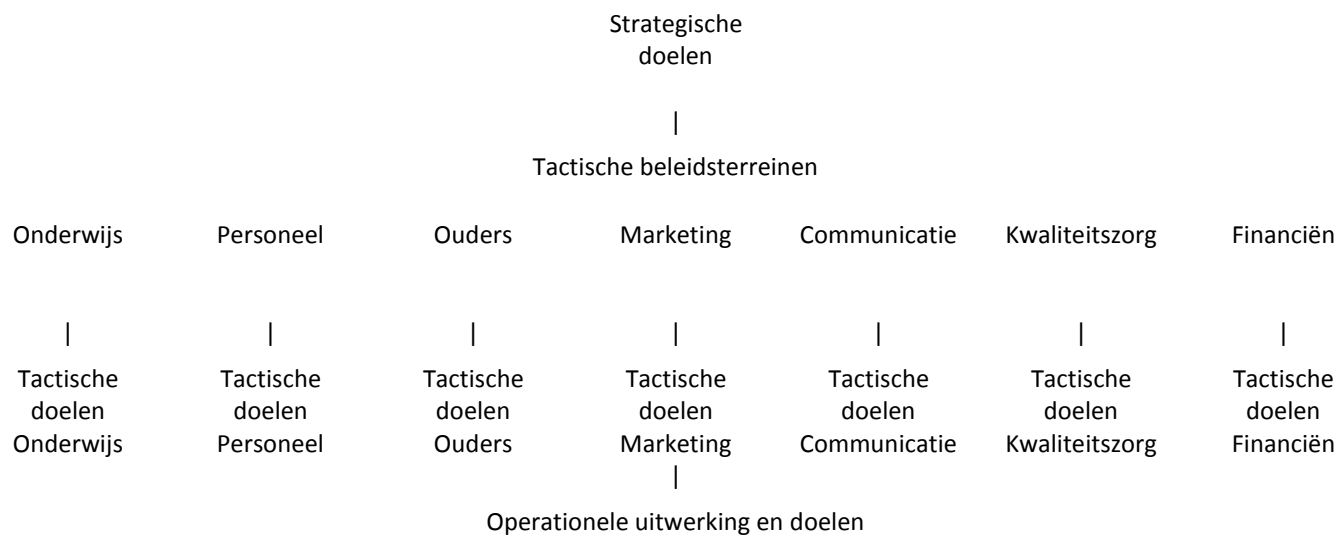 Strategische
doelen
|
Tactische beleidsterreinen
Onderwijs Personeel Ouders Marketing Communicatie Kwaliteitszorg Financiën
| | | | | | |
Tactische Tactische Tactische Tactische Tactische Tactische Tactische
doelen doelen doelen doelen doelen doelen doelen
Onderwijs Personeel Ouders Marketing Communicatie Kwaliteitszorg Financiën
|
Operationele uitwerking en doelen